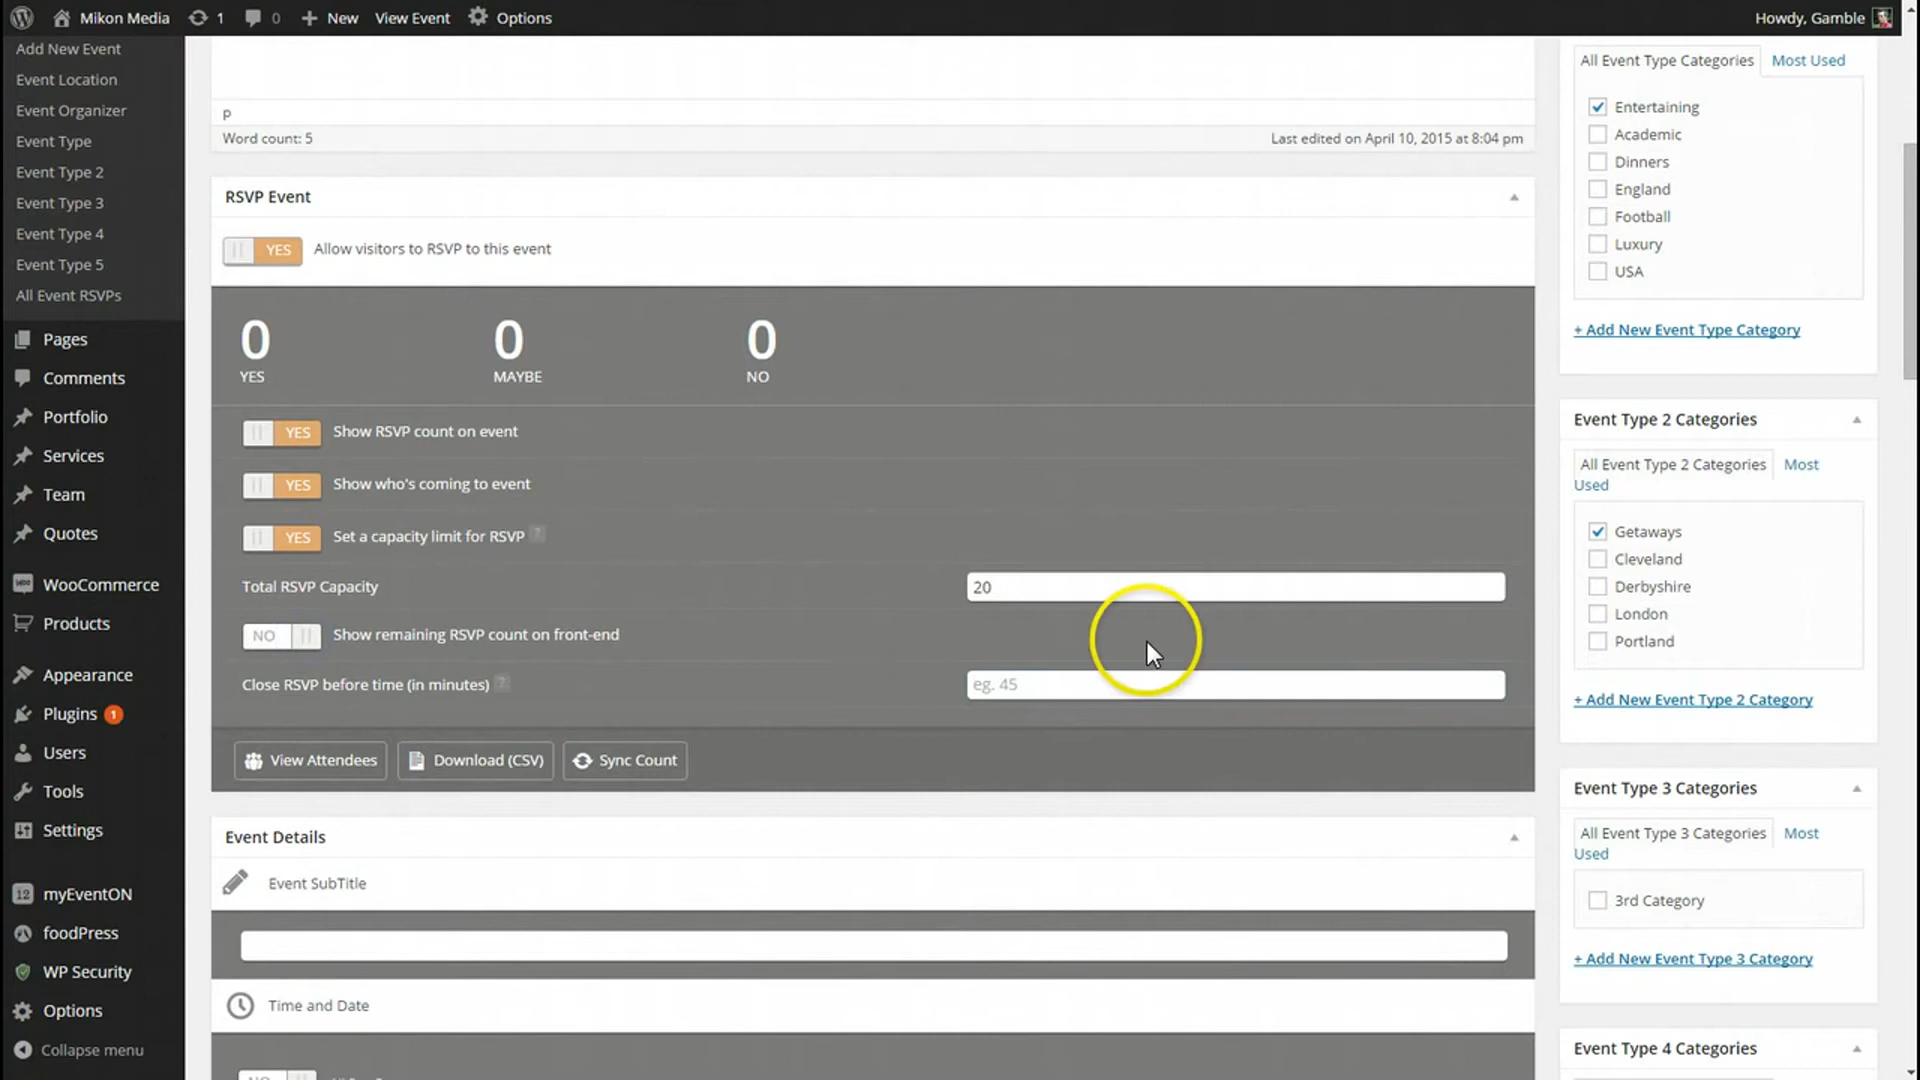 Mikon Media
1
0
New
View Event
Options
Howdy, Gamble
Add New Event
Event Location
Event Organizer
Event Type
Event Type 2
Event Type 3
Event Type 4
Event Type 5
All Event RSVPs
Pages
Comments
Portfolio
Services
Team
Quotes
WooCommerce
Products
Appearance
Plugins 1
Users
Tools
Settings
12 myEventON
foodPress
WP Security
Options
Collapse menu
p
Word count: 5
Last edited on April 10, 2015 at 8:04 pm
RSVP Event
YES Allow visitors to RSVP to this event
0 0 0
YES MAYBE NO
YES Show RSVP count on event
YES Show who's coming to event
YES Set a capacity limit for RSVP ?
Total RSVP Capacity 20
NO Show remaining RSVP count on front-end
Close RSVP before time (in minutes) ? eg. 45
View Attendees Download (CSV) Sync Count
Event Details
Event SubTitle
Time and Date
NO
All Event Type Categories Most Used
Entertaining
Academic
Dinners
England
Football
Luxury
USA
+ Add New Event Type Category
Event Type 2 Categories
All Event Type 2 Categories Most
Used
Getaways
Cleveland
Derbyshire
London
Portland
+ Add New Event Type 2 Category
Event Type 3 Categories
All Event Type 3 Categories Most
Used
3rd Category
+ Add New Event Type 3 Category
Event Type 4 Categories